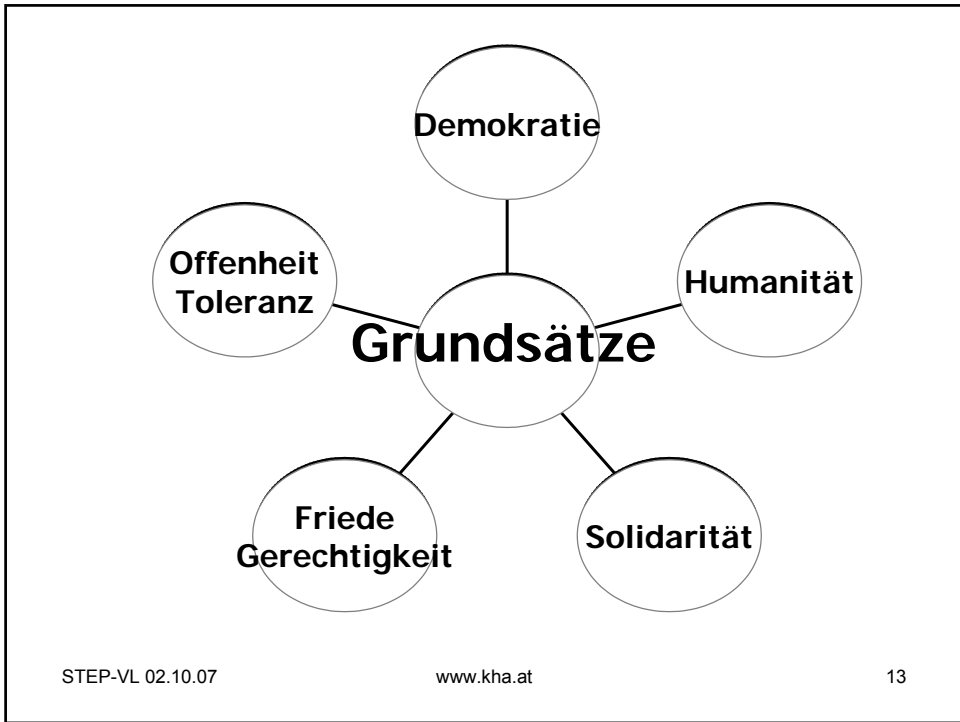 Demokratie
Offenheit
Toleranz
Humanität
Grundsätze
Friede
Gerechtigkeit
Solidarität
STEP-VL 02.10.07
www.kha.at
13